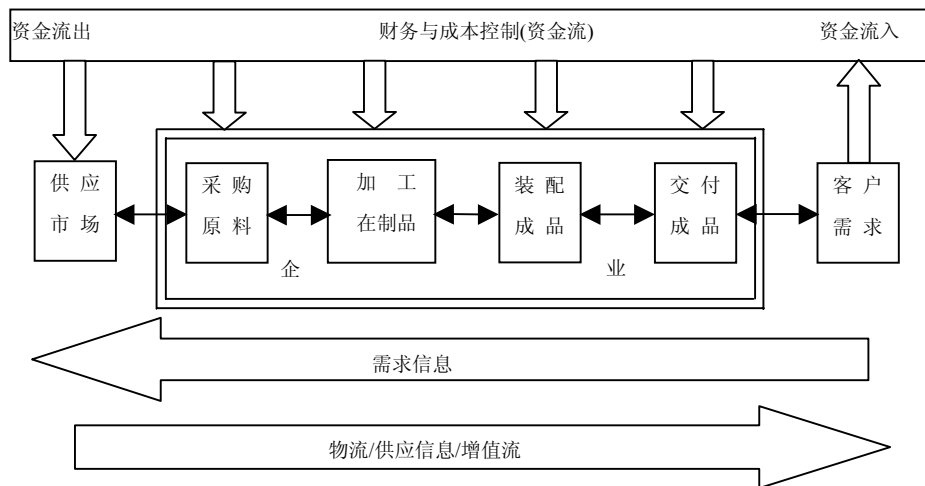 资金流出 财务与成本控制(资金流) 资金流入
供 应
市 场
采 购
原 料
加 工
在制品
装 配
成 品
交 付
成 品
客 户
需 求
企 业
需求信息
物流/供应信息/增值流